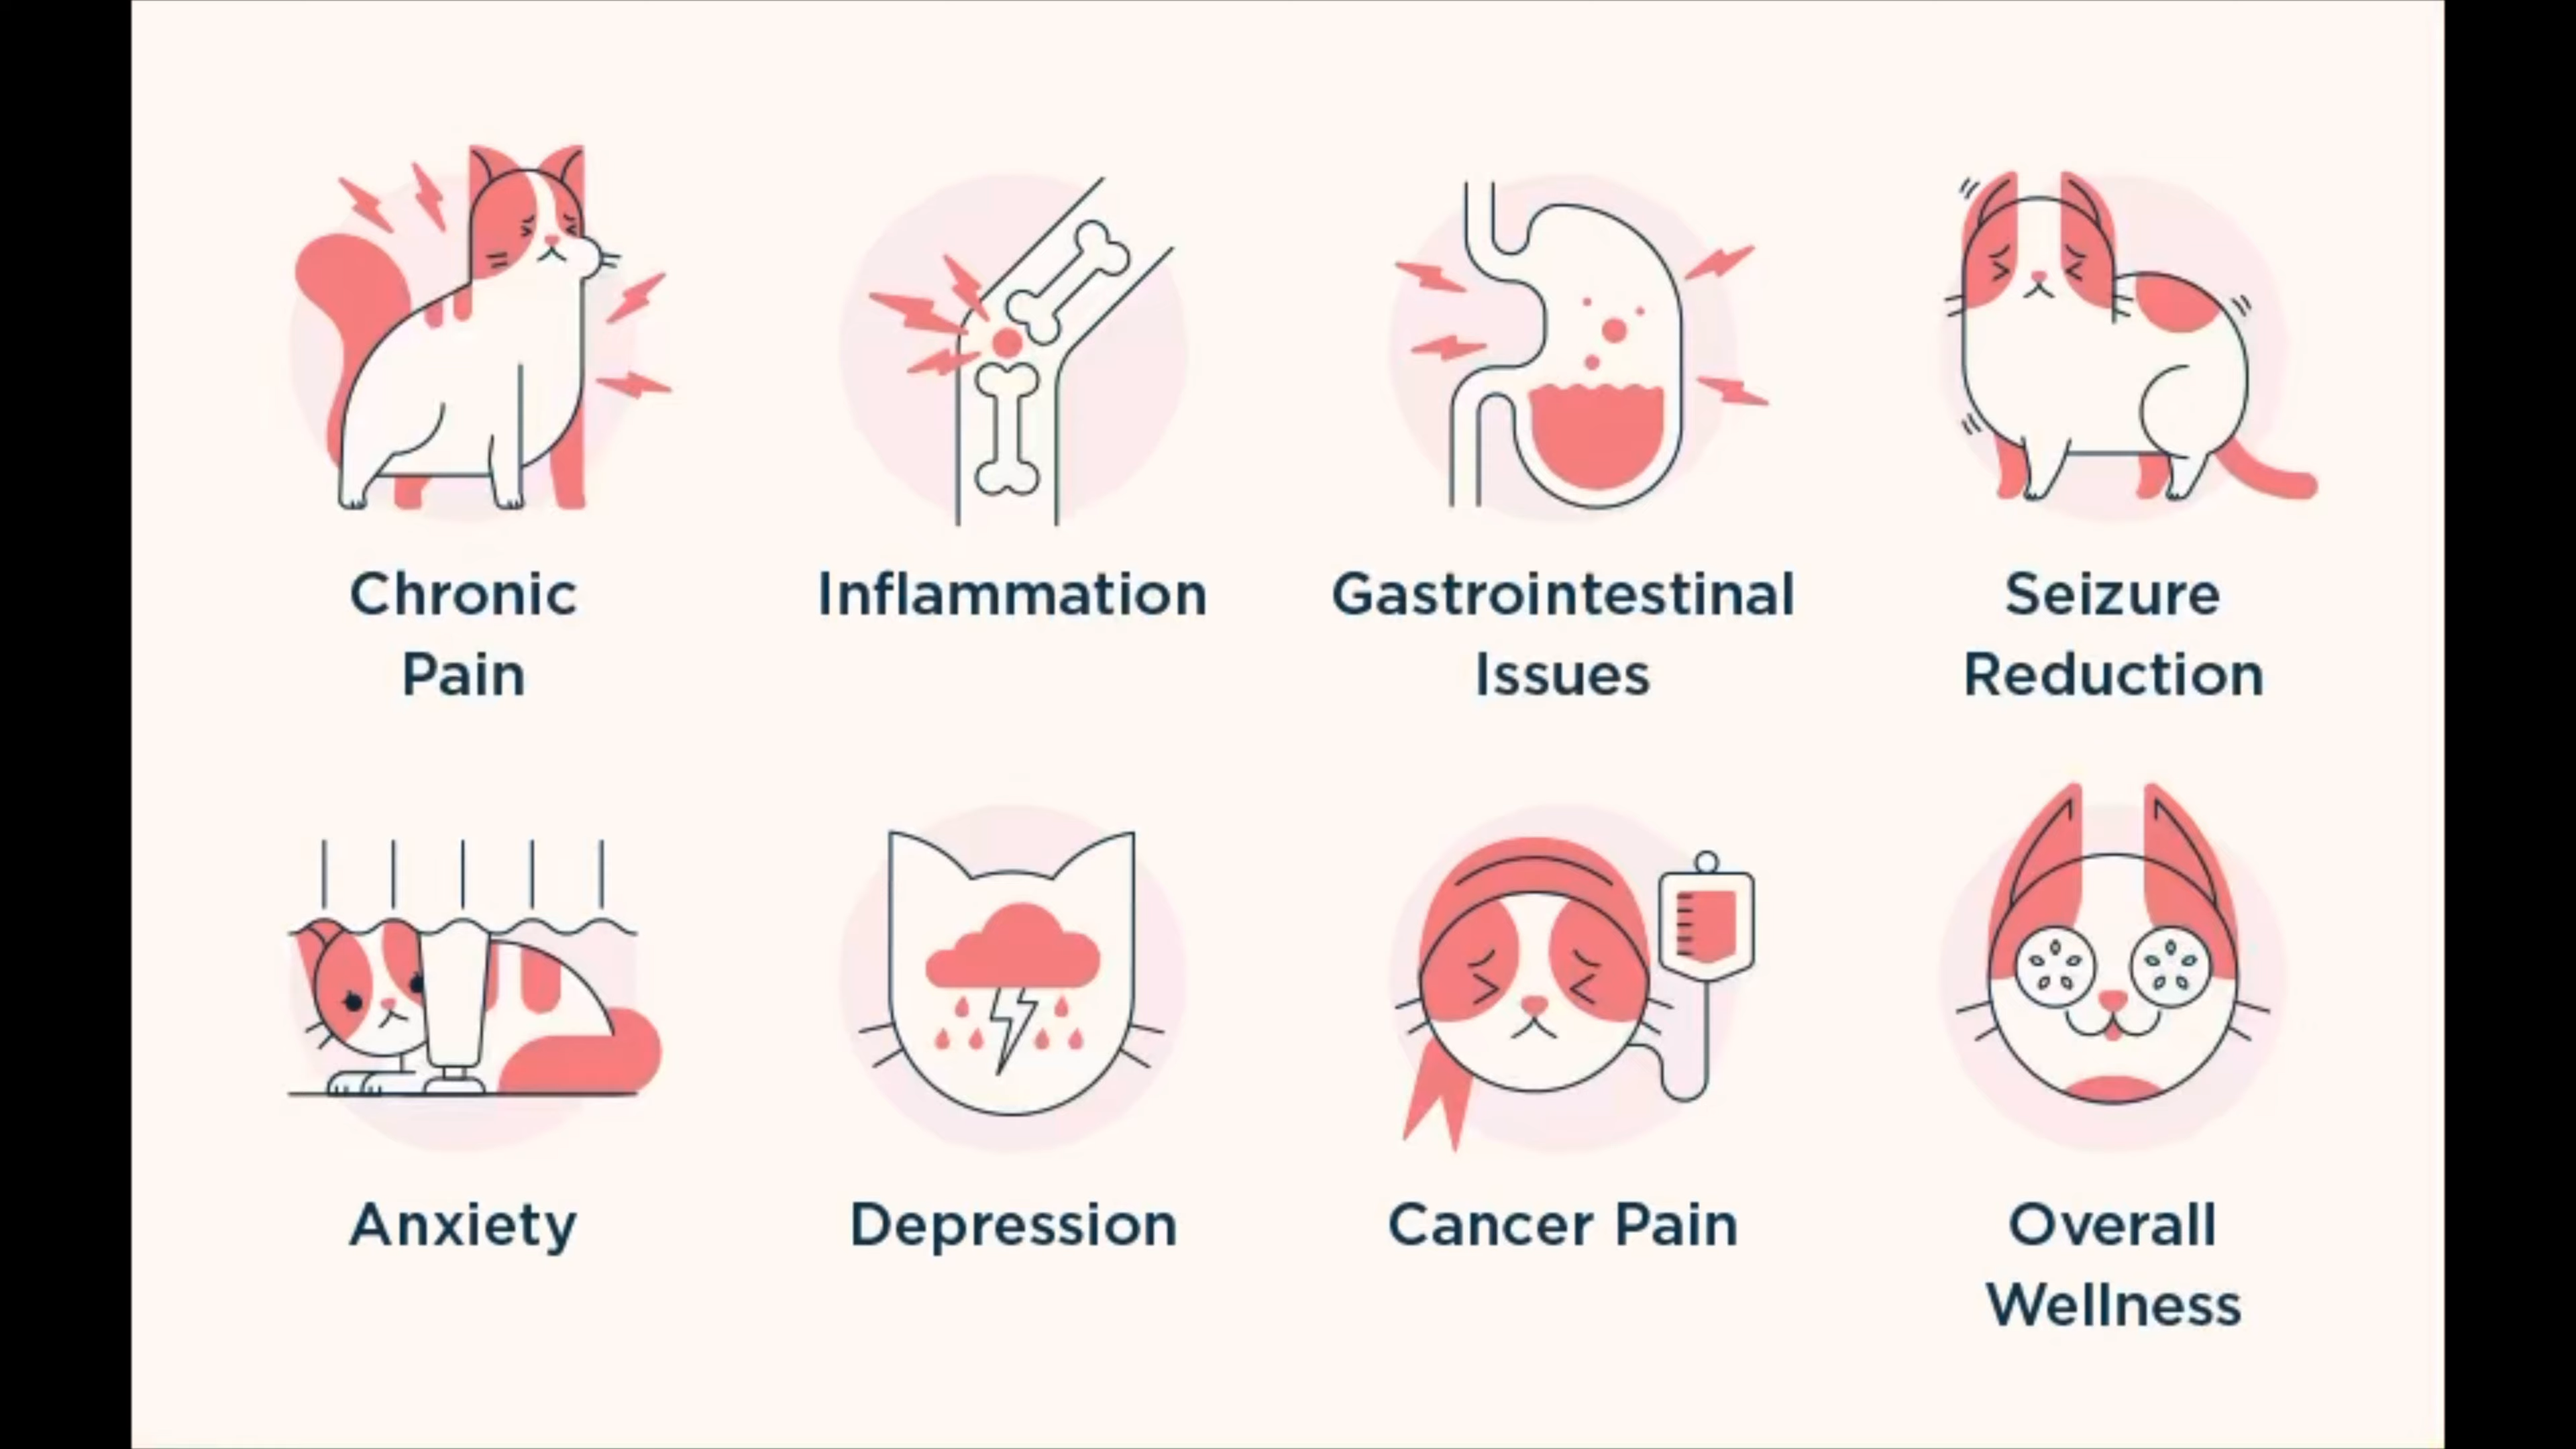 Chronic
Pain
Inflammation
Gastrointestinal
Issues
Seizure
Reduction
Anxiety
Depression
Cancer Pain
Overall
Wellness